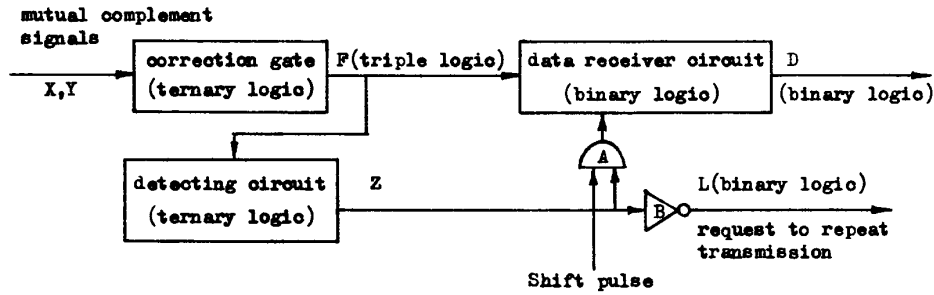 mutual complement
signals
X,Y
correction gate
(ternary logic)
F(triple logic)
data receiver circuit
(binary logic)
D
(binary logic)
A
detecting circuit
(ternary logic)
Z
B
L(binary logic)
request to repeat
transmission
Shift pulse